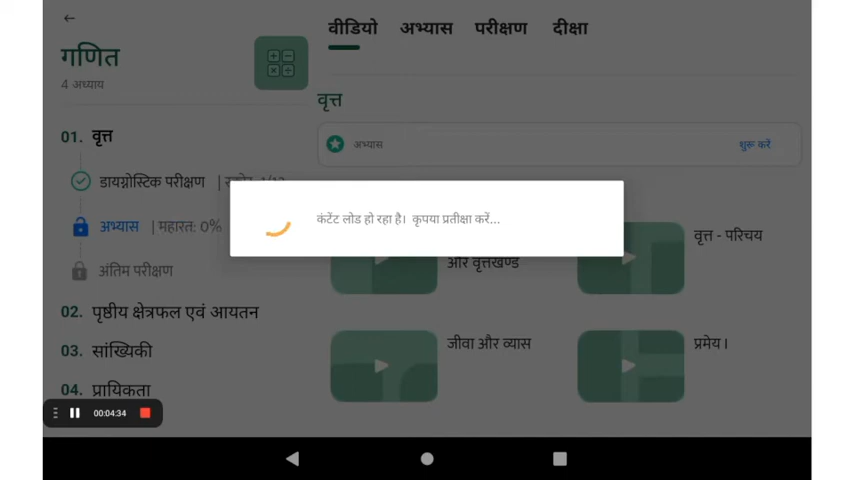 वीडियो अभ्यास परीक्षण दीक्षा
गणित
4 अध्याय
वृत्त
01. वृत्त
अभ्यास शुरू करें
डायग्नोस्टिक परीक्षण
कंटेंट लोड हो रहा है। कृपया प्रतीक्षा करें...
अभ्यास | महारत: 0%
और वृत्तखण्ड
वृत्त - परिचय
अंतिम परीक्षण
02. पृष्ठीय क्षेत्रफल एवं आयतन
03. सांख्यिकी
जीवा और व्यास
प्रमेय I
04. प्रायिकता
00:04:34